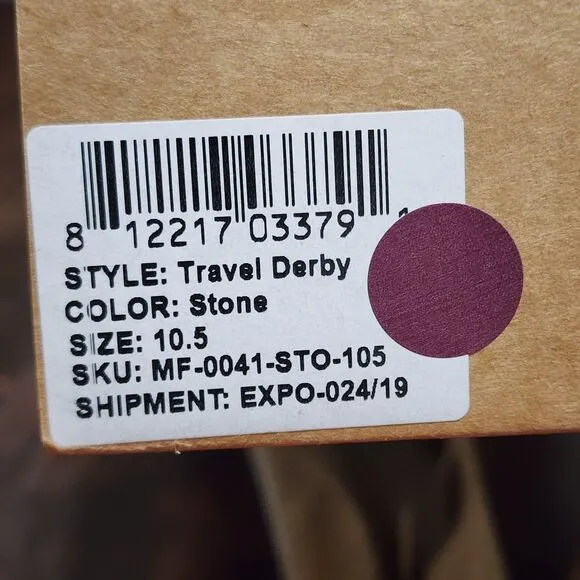 8 12217 03379
STYLE: Travel Derby
COLOR: Stone
SIZE: 10.5
SKU: MF-0041-STO-105
SHIPMENT: EXPO-024/19